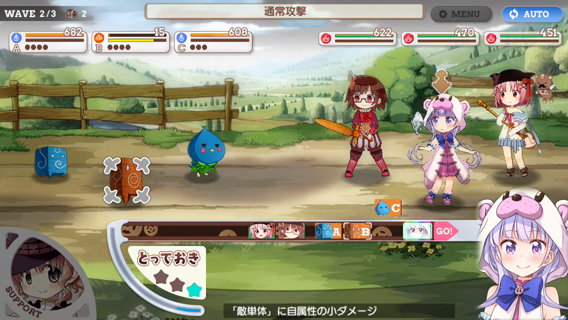 WAVE 2/3 2
通常攻撃
MENU
AUTO
682
A
15
B
608
C
622
470
451
C
A
B
GO!
とっておき
SUPPORT
「敵単体」に自属性の小ダメージ